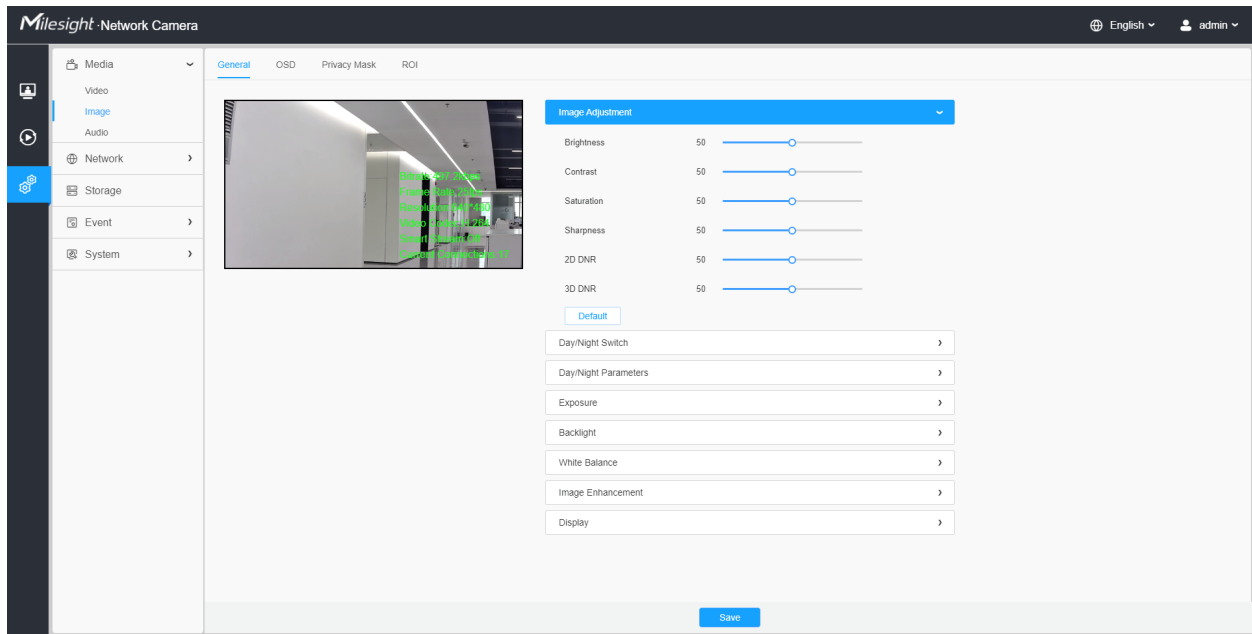 Milesight ·Network Camera
English
admin
Media
Video
Image
Audio
Network
Storage
Event
System
General
OSD
Privacy Mask
ROI
Image Adjustment
Brightness 50
Contrast 50
Saturation 50
Sharpness 50
2D DNR 50
3D DNR 50
Default
Day/Night Switch
Day/Night Parameters
Exposure
Backlight
White Balance
Image Enhancement
Display
Save